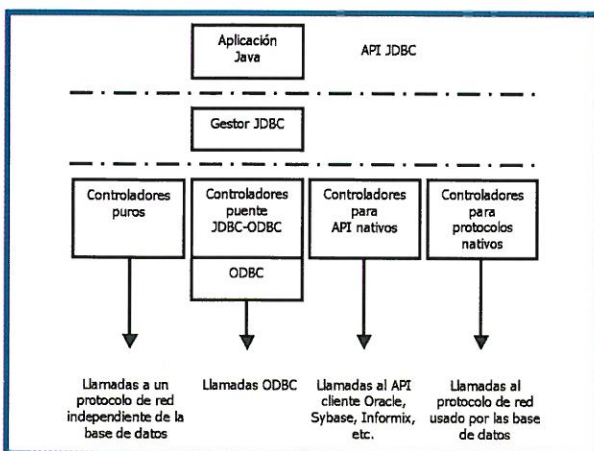 Aplicación
Java
API JDBC
Gestor JDBC
Controladores
puros
Controladores
puente
JDBC-ODBC
ODBC
Controladores
para
API nativos
Controladores
para
protocolos
nativos
Llamadas a un
protocolo de red
independiente de la
base de datos
Llamadas ODBC
Llamadas al API
cliente Oracle,
Sybase, Informix,
etc.
Llamadas al
protocolo de red
usado por las base
de datos